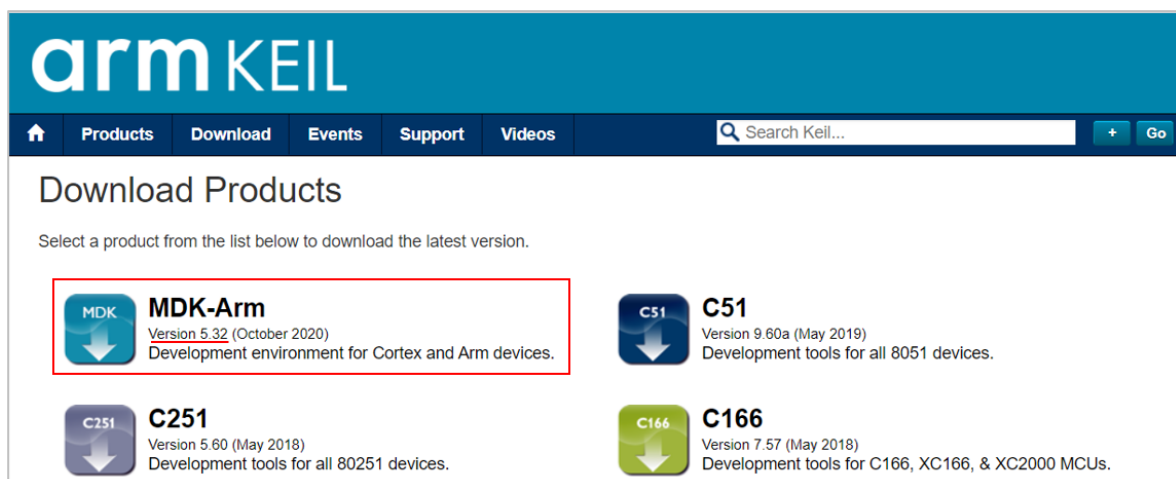 arm KEIL
Products Download Events Support Videos Search Keil... + Go
Download Products
Select a product from the list below to download the latest version.
MDK
MDK-Arm
Version 5.32 (October 2020)
Development environment for Cortex and Arm devices.
C51
C51
Version 9.60a (May 2019)
Development tools for all 8051 devices.
C251
C251
Version 5.60 (May 2018)
Development tools for all 80251 devices.
C166
C166
Version 7.57 (May 2018)
Development tools for C166, XC166, & XC2000 MCUs.